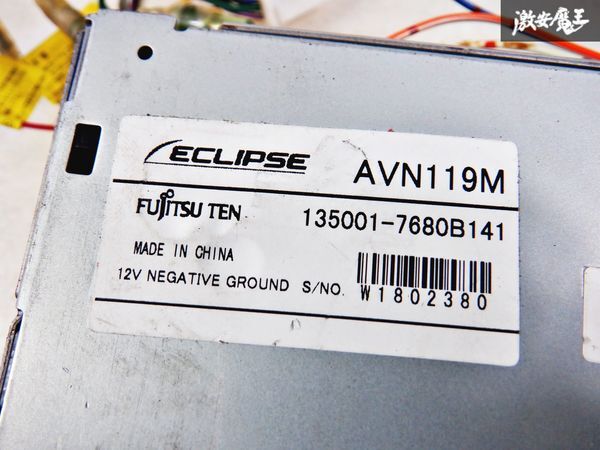 激安魔王
ECLIPSE
AVN119M
FUJITSU TEN
135001-7680B141
MADE IN CHINA
12V NEGATIVE GROUND S/NO.
W1802380